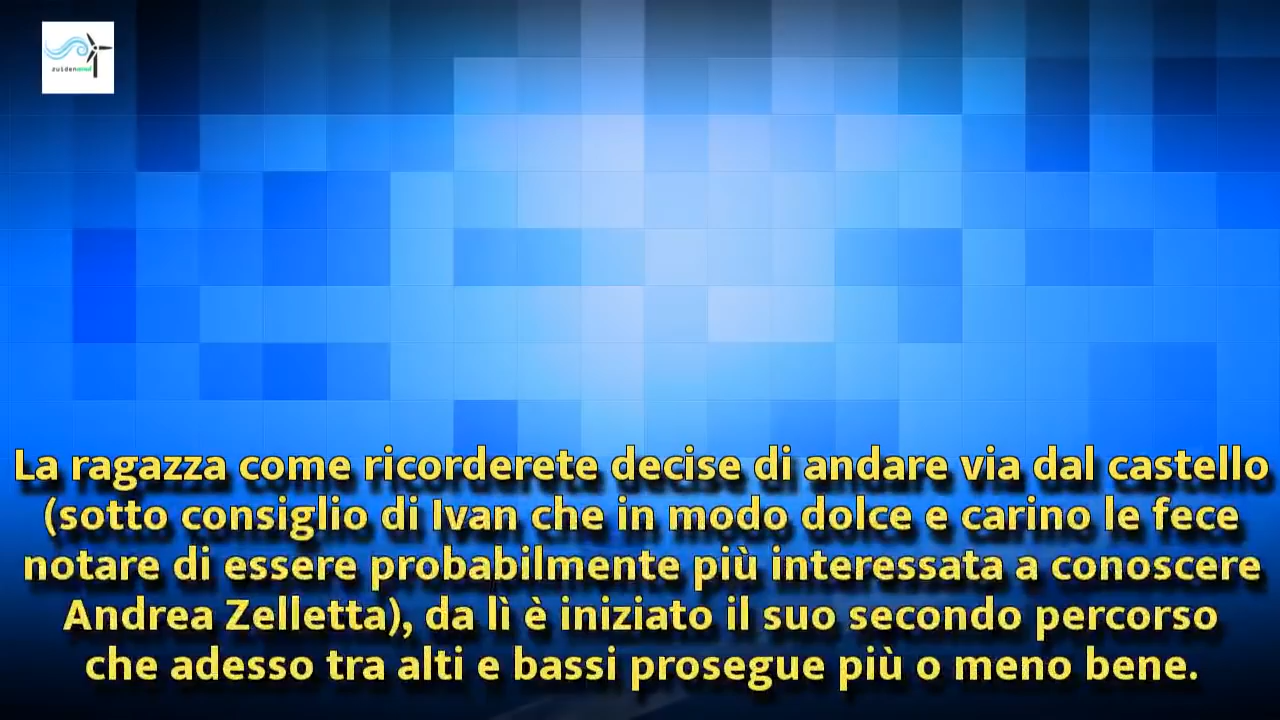 zuidenwind
La ragazza come ricorderete decise di andare via dal castello
(sotto consiglio di Ivan che in modo dolce e carino le fece
notare di essere probabilmente più interessata a conoscere
Andrea Zelletta), da lì è iniziato il suo secondo percorso
che adesso tra alti e bassi prosegue più o meno bene.